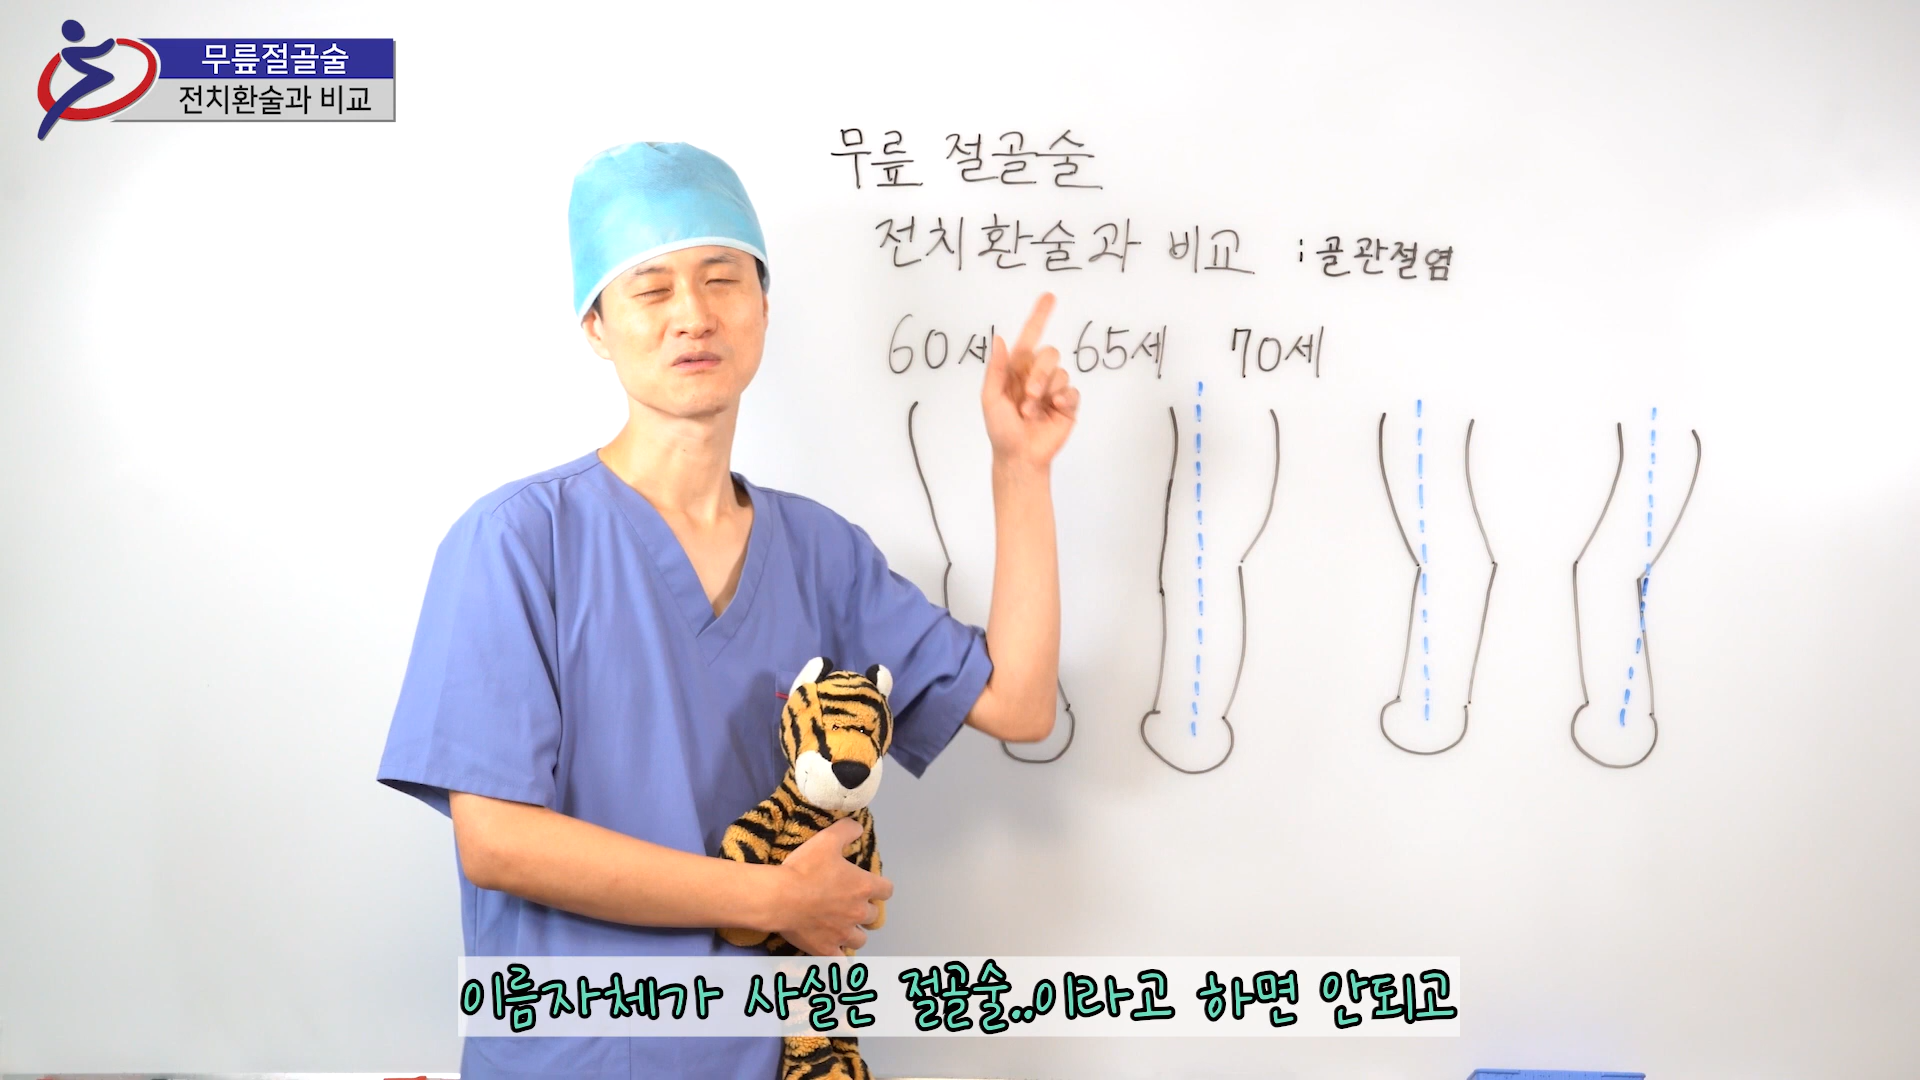 무릎절골술
전치환술과 비교
무릎 절골술
전치환술과 비교 : 골관절염
60세 65세 70세
이름자체가 사실은 절골술..이라고 하면 안되고